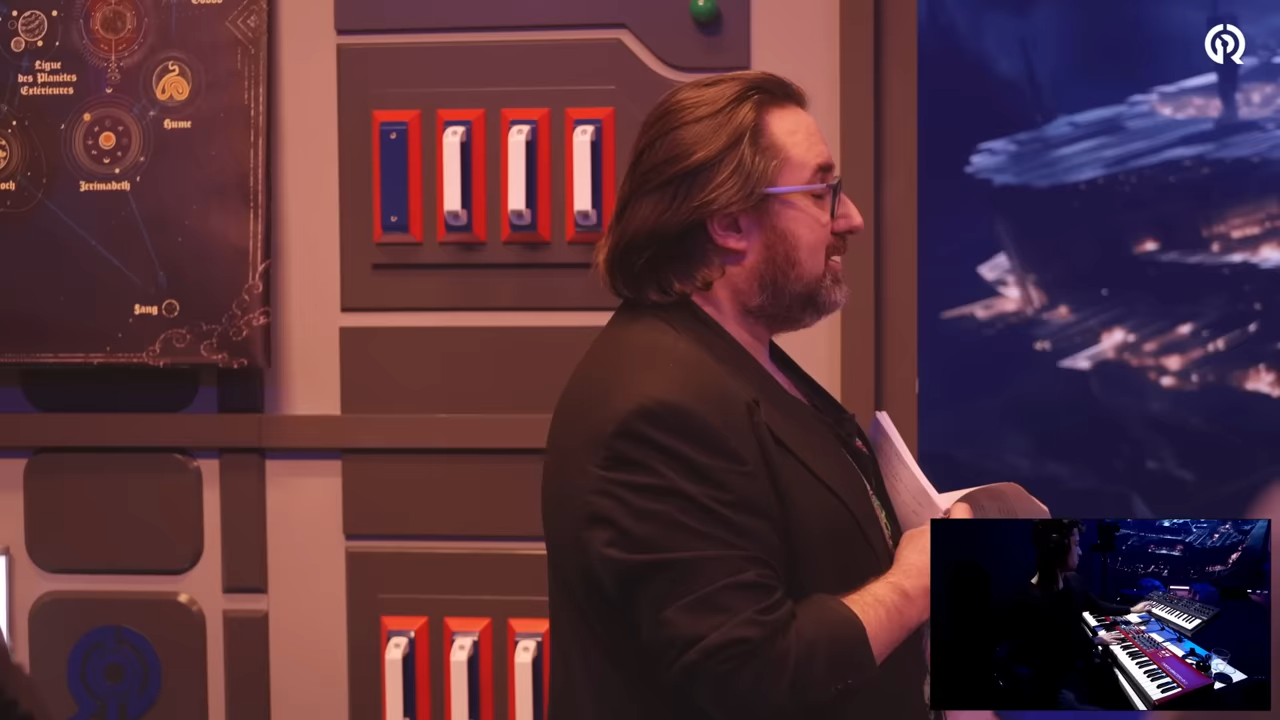 Ligue
des Planètes
Extérieures
Hume
Jerimadeth
Sang